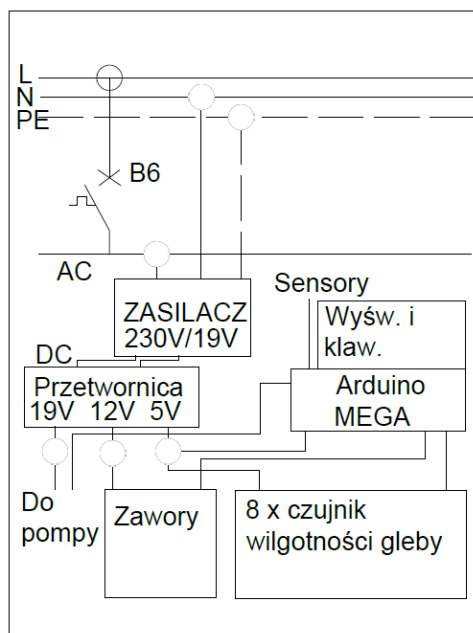 L
N
PE
B6
AC
ZASILACZ
230V/19V
Sensory
Wyśw. i
klaw.
DC
Przetwornica
19V 12V 5V
Arduino
MEGA
Do
pompy
Zawory
8 x czujnik
wilgotności gleby